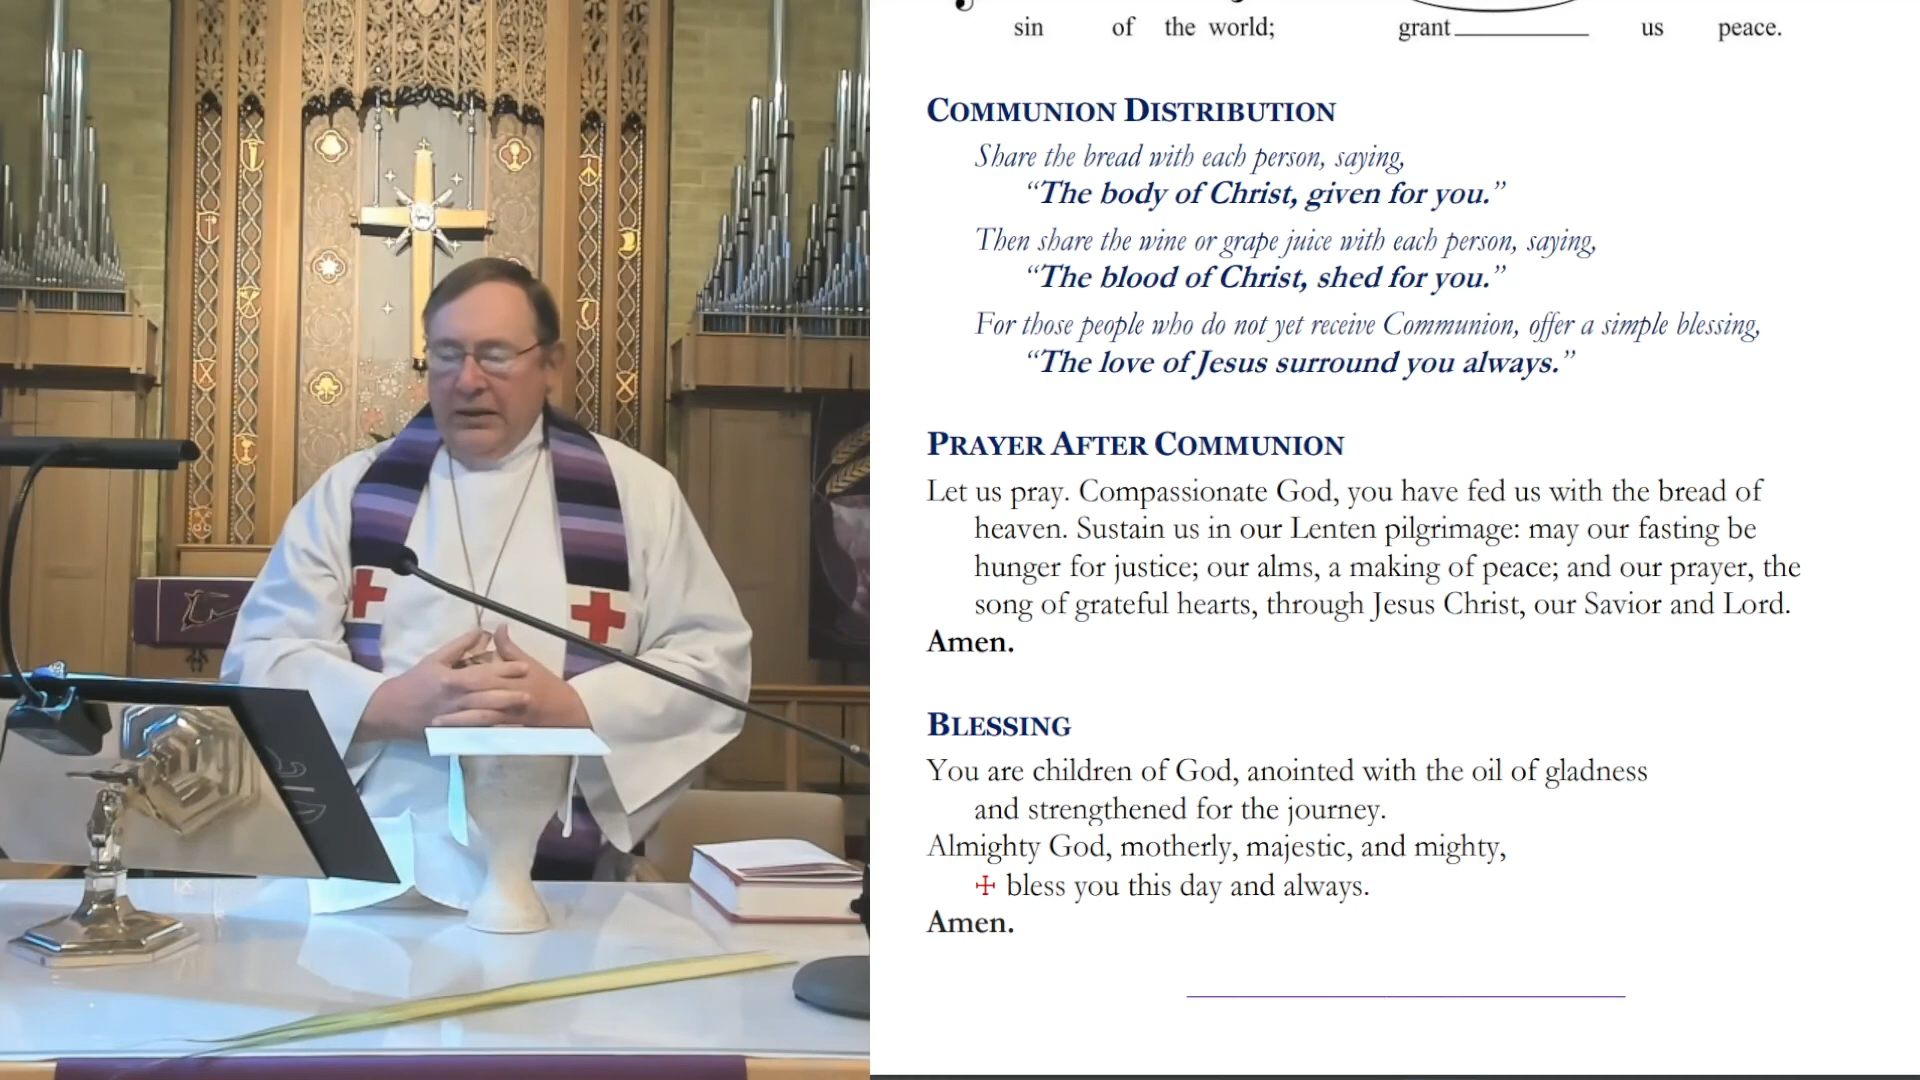 sin of the world; grant us peace.
COMMUNION DISTRIBUTION
Share the bread with each person, saying,
“The body of Christ, given for you.”
Then share the wine or grape juice with each person, saying,
“The blood of Christ, shed for you.”
For those people who do not yet receive Communion, offer a simple blessing,
“The love of Jesus surround you always.”
PRAYER AFTER COMMUNION
Let us pray. Compassionate God, you have fed us with the bread of
heaven. Sustain us in our Lenten pilgrimage: may our fasting be
hunger for justice; our alms, a making of peace; and our prayer, the
song of grateful hearts, through Jesus Christ, our Savior and Lord.
Amen.
BLESSING
You are children of God, anointed with the oil of gladness
and strengthened for the journey.
Almighty God, motherly, majestic, and mighty,
☩ bless you this day and always.
Amen.